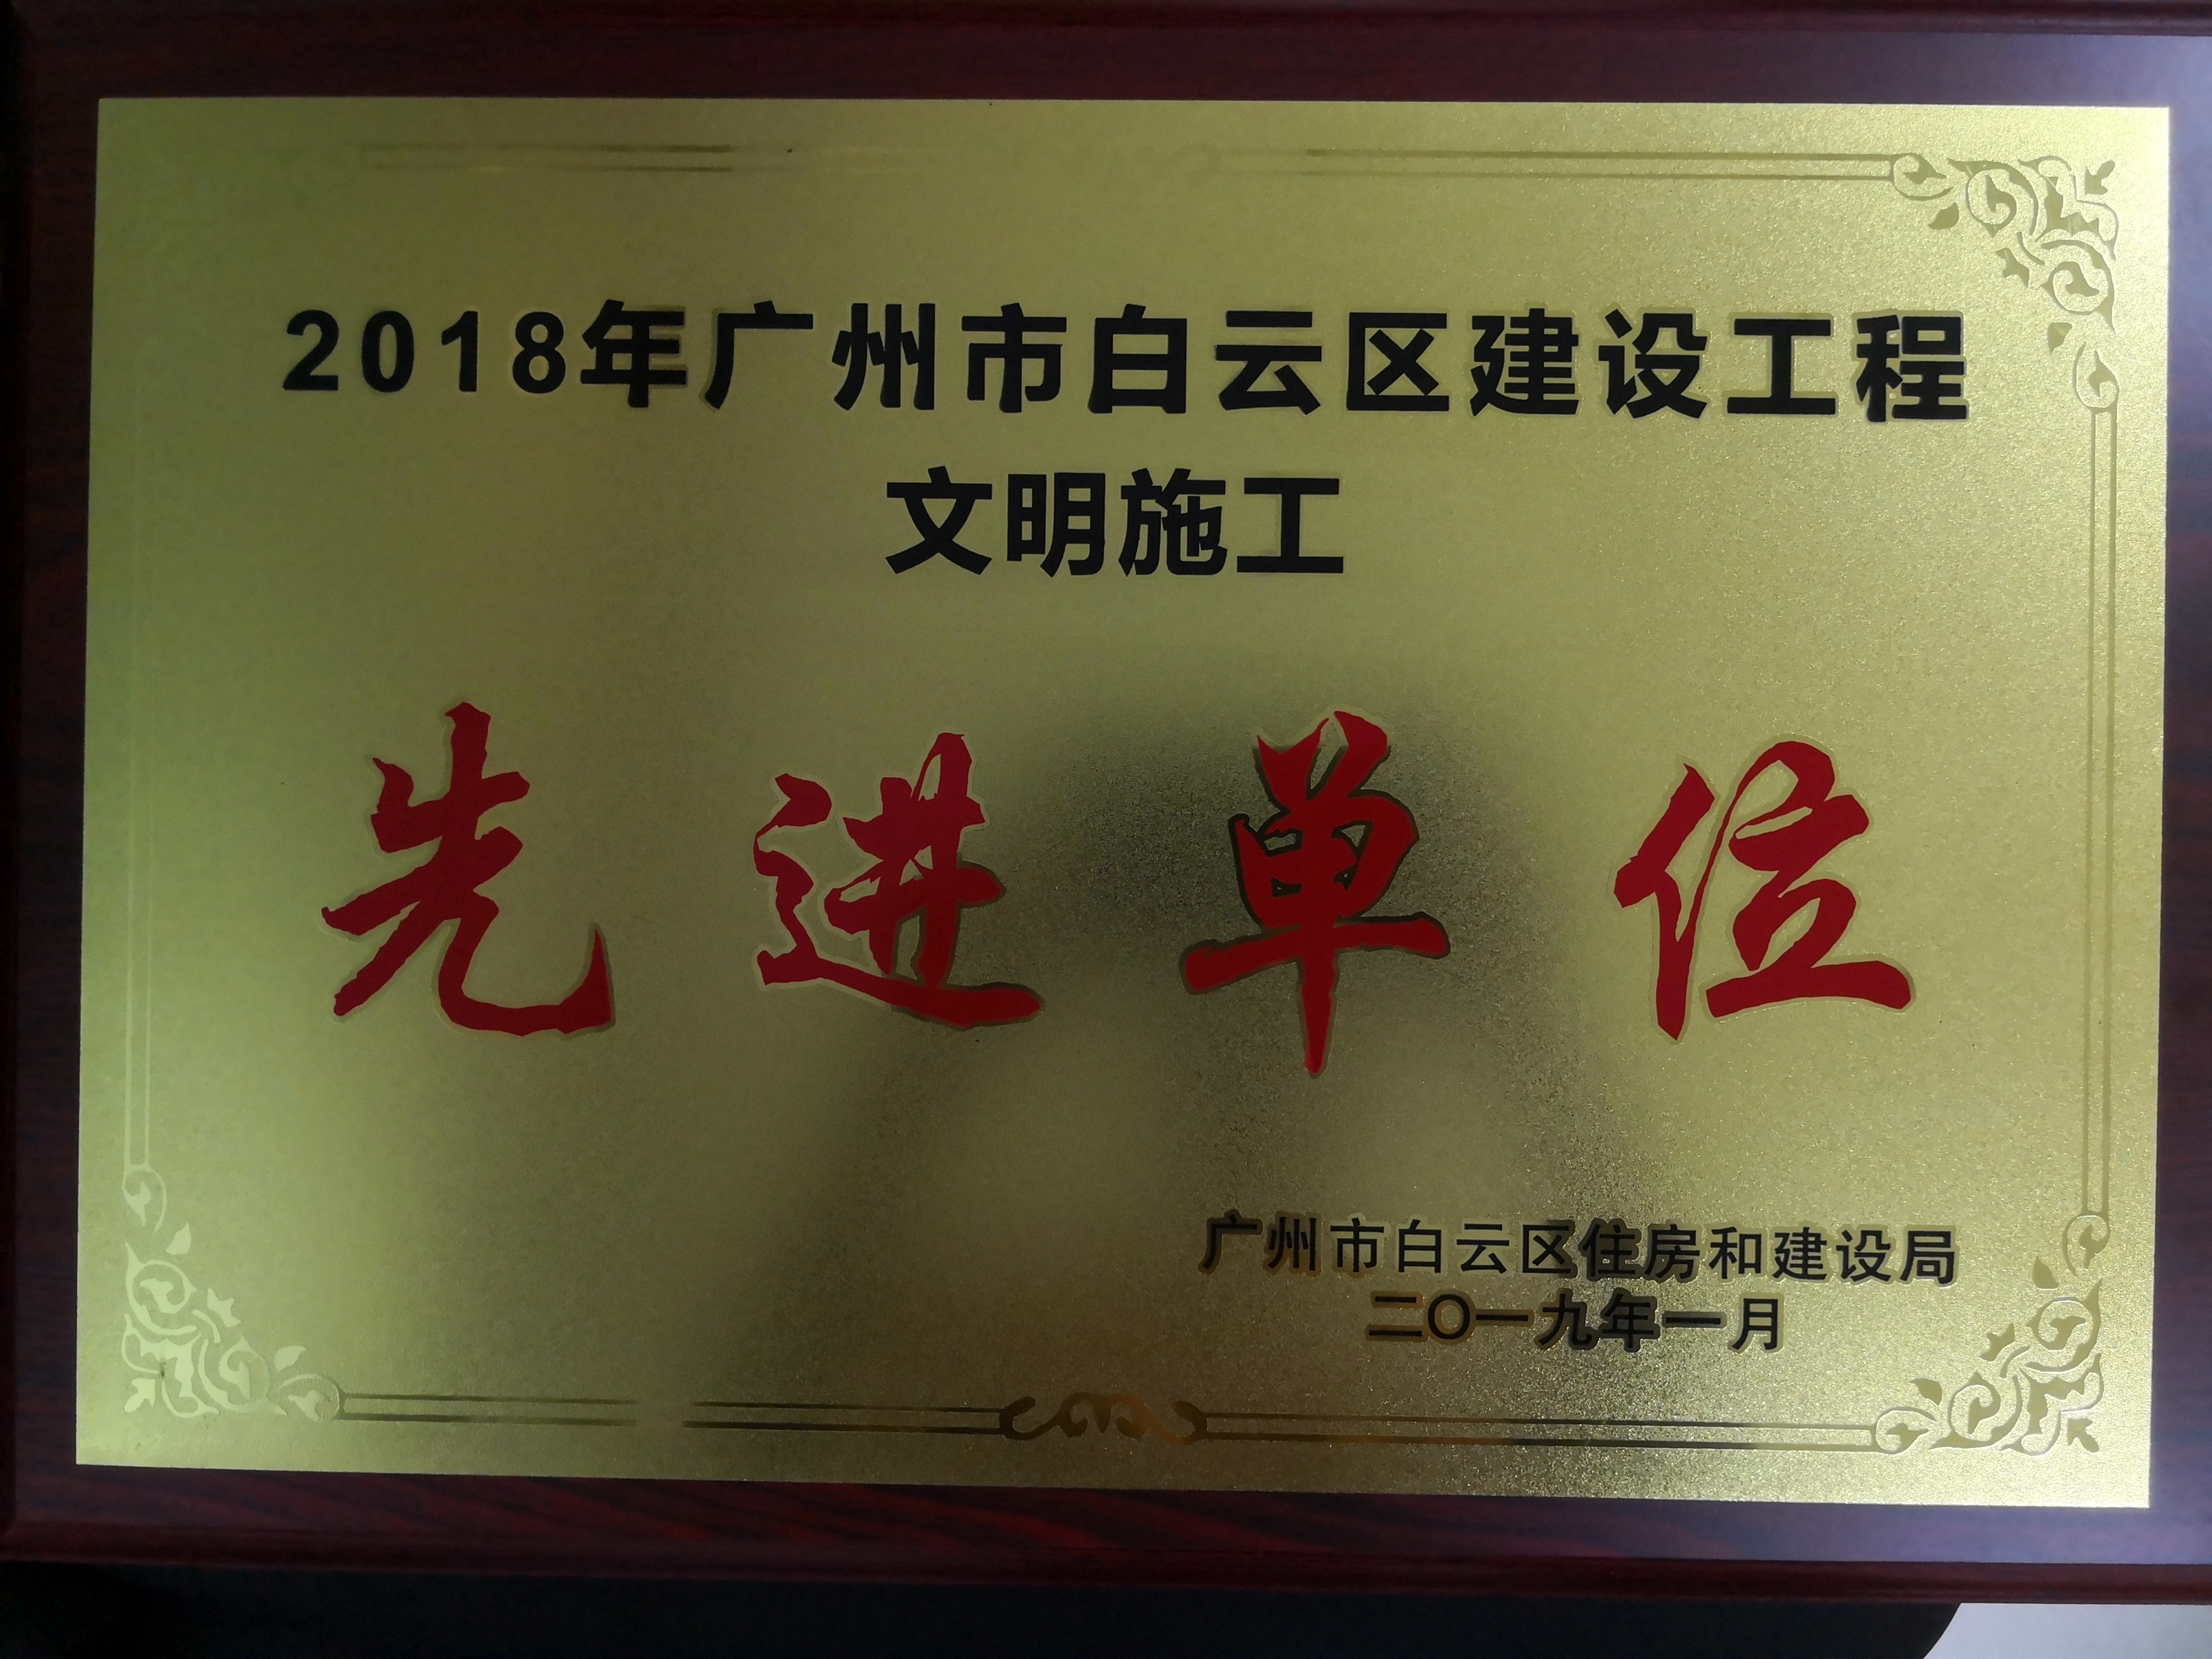 2018年广州市白云区建设工程
文明施工
先进单位
广州市白云区住房和建设局
二〇一九年一月